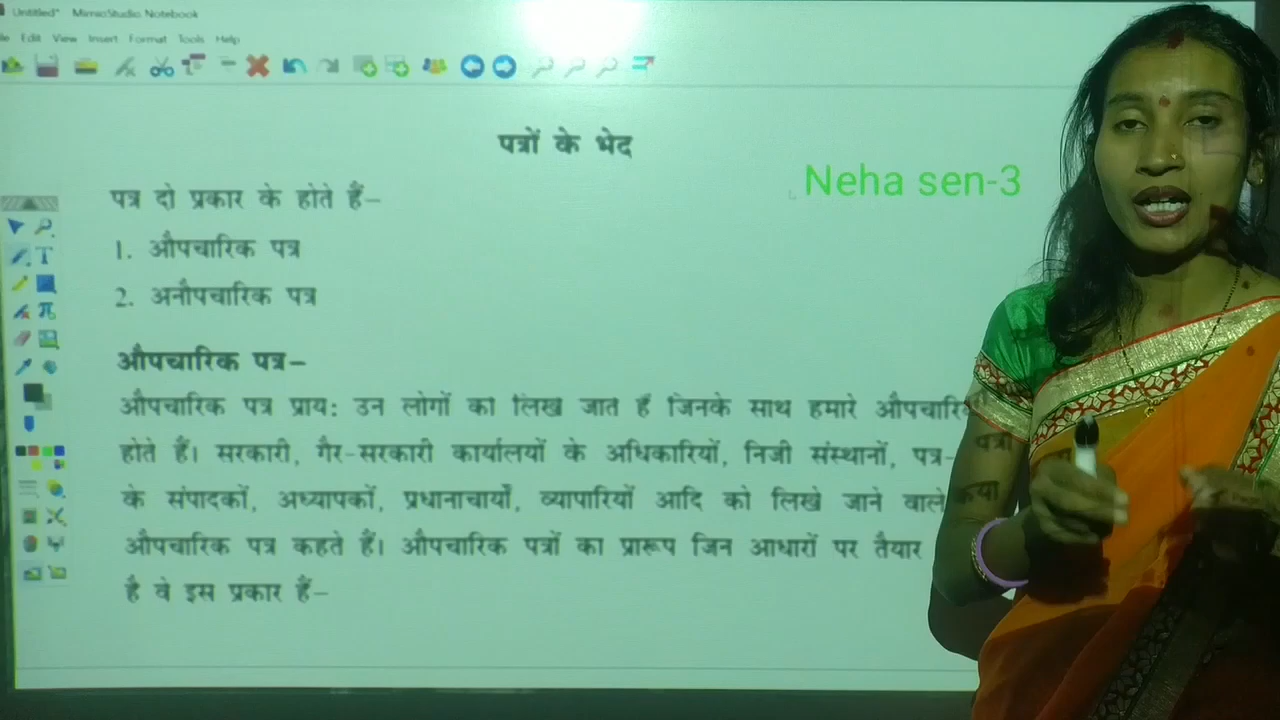 Untitled* MimioStudio Notebook
Edit View Insert Format Tools Help
पत्रों के भेद
Neha sen-3
पत्र दो प्रकार के होते हैं–
1. औपचारिक पत्र
2. अनौपचारिक पत्र
औपचारिक पत्र–
औपचारिक पत्र प्राय: उन लोगों को लिखे जाते हैं जिनके साथ हमारे
होते हैं। सरकारी, गैर-सरकारी कार्यालयों के अधिकारियों, निजी संस्थानों, पत्र-
के संपादकों, अध्यापकों, प्रधानाचार्यों, व्यापारियों आदि को लिखे जाने वाले
औपचारिक पत्र कहते हैं। औपचारिक पत्रों का प्रारूप जिन आधारों पर तैयार
है वे इस प्रकार हैं–